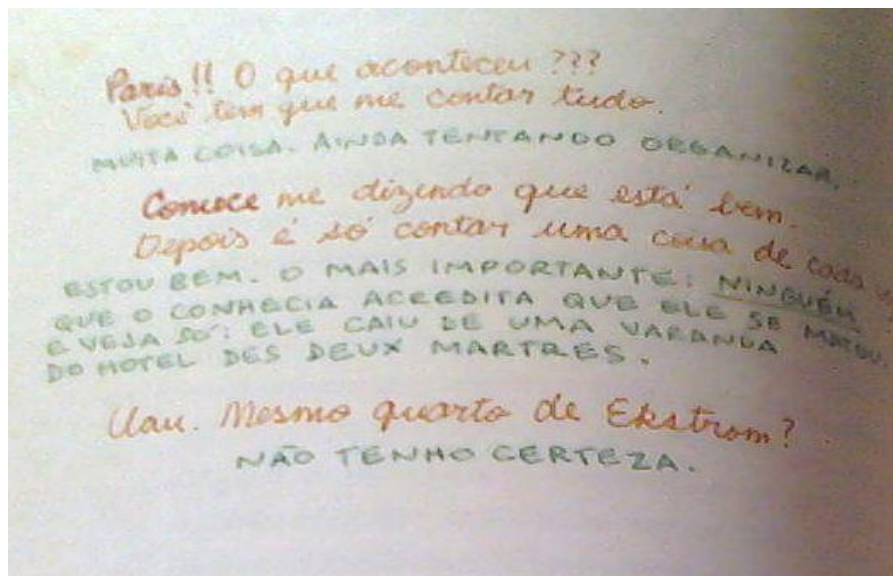 Paris!! O que aconteceu???
Você tem que me contar tudo.
MUITA COISA. AINDA TENTANDO ORGANIZAR.
Comece me dizendo que está bem.
Depois é só contar uma coisa de cada
ESTOU BEM. O MAIS IMPORTANTE: NINGUÉM
QUE O CONHECIA ACREDITA QUE ELE SE MATOU.
E VEJA SÓ: ELE CAIU DE UMA VARANDA
DO HOTEL DES DEUX MARTRES.
Uau. Mesmo quarto de Ekstrom?
NÃO TENHO CERTEZA.